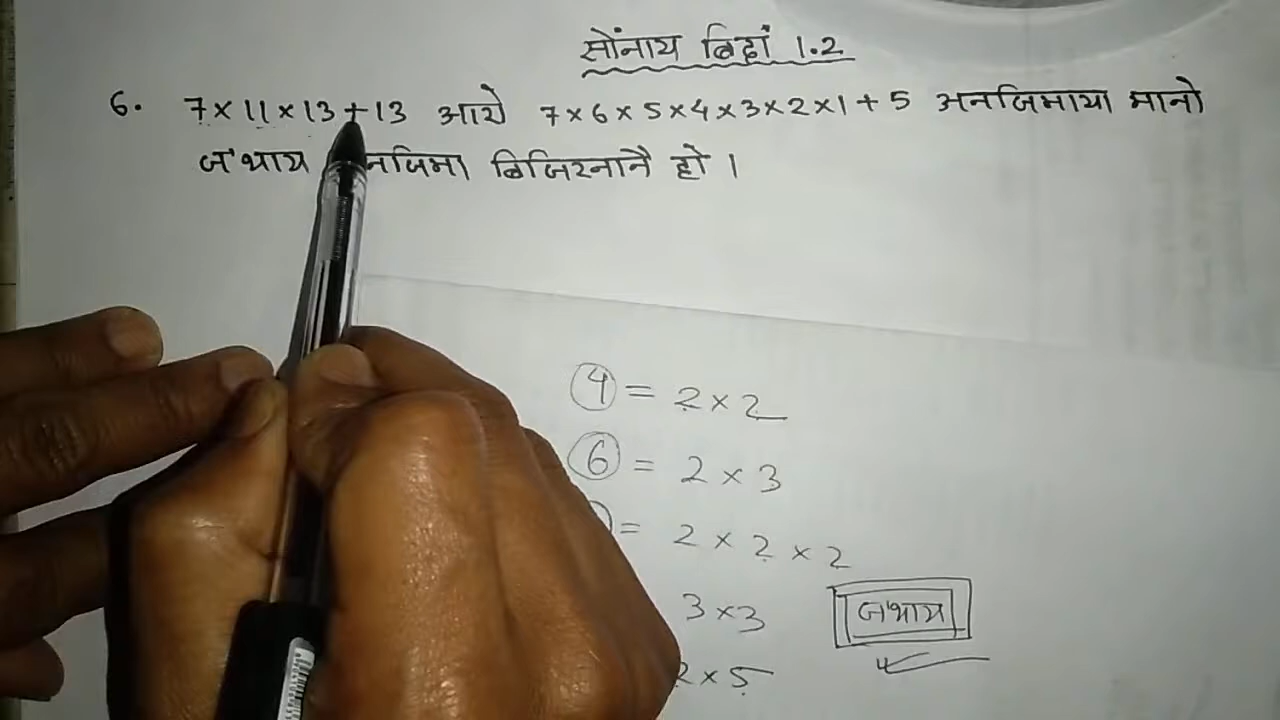 सोंनाय बिदां 1.2
6. 7 × 11 × 13 + 13 आरो 7 × 6 × 5 × 4 × 3 × 2 × 1 + 5 अनजिमाया मानो
ज'थाय नजिमा बिजिरनानै हो ।
4 = 2 × 2
6 = 2 × 3
= 2 × 2 × 2
3 × 3
2 × 5
ज'थाय